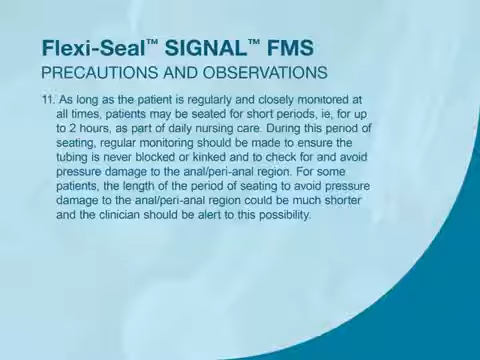 Flexi-Seal™ SIGNAL™ FMS
PRECAUTIONS AND OBSERVATIONS
11. As long as the patient is regularly and closely monitored at
all times, patients may be seated for short periods, ie, for up
to 2 hours, as part of daily nursing care. During this period of
seating, regular monitoring should be made to ensure the
tubing is never blocked or kinked and to check for and avoid
pressure damage to the anal/peri-anal region. For some
patients, the length of the period of seating to avoid pressure
damage to the anal/peri-anal region could be much shorter
and the clinician should be alert to this possibility.